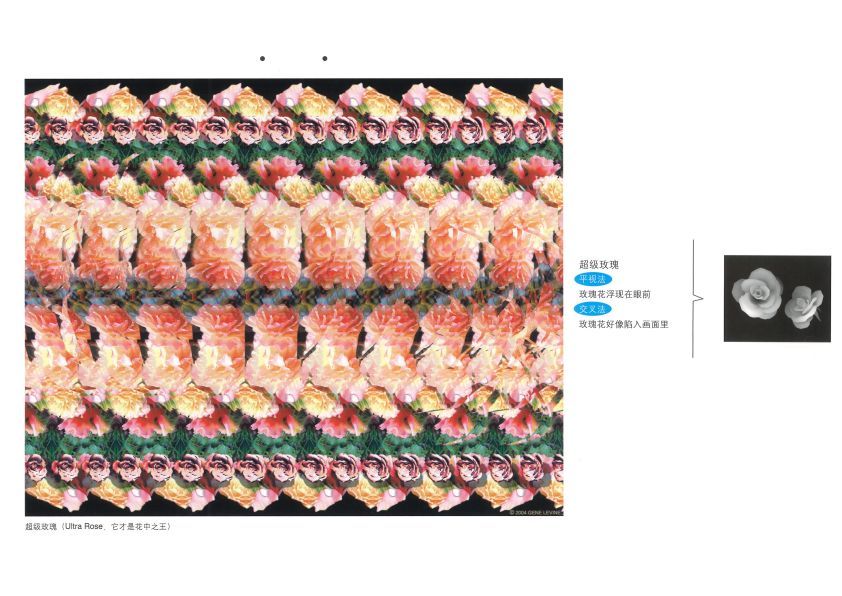 超级玫瑰
平视法
玫瑰花浮现在眼前
交叉法
玫瑰花好像陷入画面里
© 2004 GENE LEVINE
超级玫瑰（Ultra Rose，它才是花中之王）